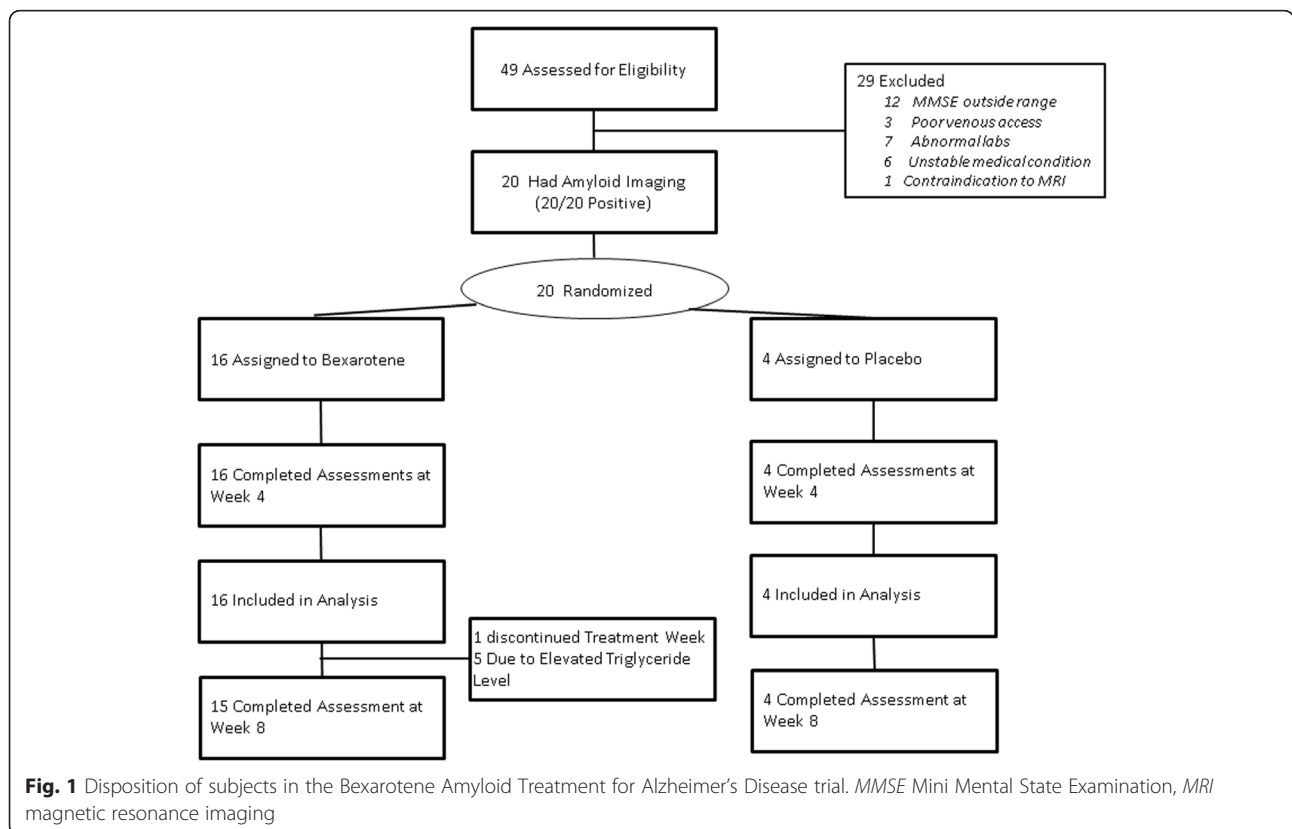 49 Assessed for Eligibility
29 Excluded
12 MMSE outside range
3 Poor venous access
7 Abnormal labs
6 Unstable medical condition
1 Contraindication to MRI
20 Had Amyloid Imaging
(20/20 Positive)
20 Randomized
16 Assigned to Bexarotene
4 Assigned to Placebo
16 Completed Assessments at
Week 4
4 Completed Assessments at
Week 4
16 Included in Analysis
4 Included in Analysis
1 discontinued Treatment Week
5 Due to Elevated Triglyceride
Level
15 Completed Assessment at
Week 8
4 Completed Assessment at
Week 8
Fig. 1 Disposition of subjects in the Bexarotene Amyloid Treatment for Alzheimer's Disease trial. MMSE Mini Mental State Examination, MRI
magnetic resonance imaging